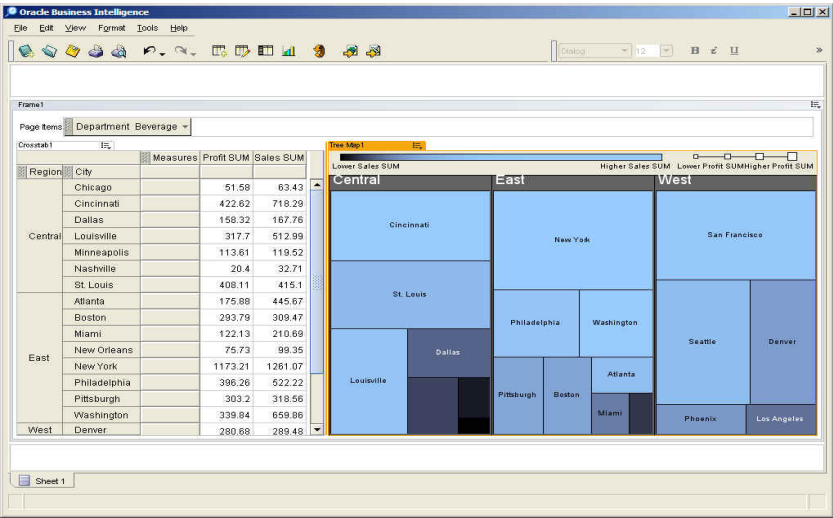 Oracle Business Intelligence
File Edit View Format Tools Help
Dialog 12 B i U »
Frame1
Page Items Department Beverage
Crosstab1
Measures Profit SUM Sales SUM
Region City
Chicago 51.58 63.43
Cincinnati 422.62 718.29
Dallas 158.32 167.76
Central Louisville 317.7 512.99
Minneapolis 113.61 119.52
Nashville 20.4 32.71
St. Louis 408.11 415.1
Atlanta 175.88 445.67
Boston 293.79 309.47
Miami 122.13 210.69
New Orleans 75.73 99.35
East New York 1173.21 1261.07
Philadelphia 396.26 522.22
Pittsburgh 303.2 318.56
Washington 339.84 659.86
West Denver 280.68 289.48
Tree Map1
Lower Sales SUM Higher Sales SUM Lower Profit SUM Higher Profit SUM
Central East West
Cincinnati
St. Louis
Louisville
Dallas
New York
Philadelphia
Washington
Pittsburgh
Boston
Atlanta
Miami
San Francisco
Seattle
Denver
Phoenix
Los Angeles
Sheet 1